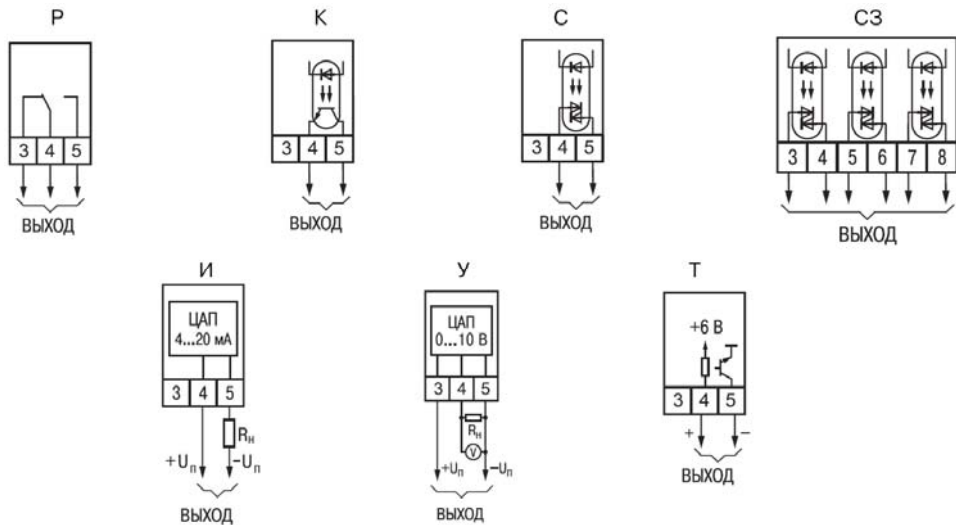 Р К С С3
3 4 5
ВЫХОД
3 4 5
ВЫХОД
3 4 5
ВЫХОД
3 4 5 6 7 8
ВЫХОД
И У Т
ЦАП
4...20 мА
3 4 5
Rн
+Uп −Uп
ВЫХОД
ЦАП
0...10 В
3 4 5
Rн
V
+Uп −Uп
ВЫХОД
+6 В
3 4 5
+ −
ВЫХОД